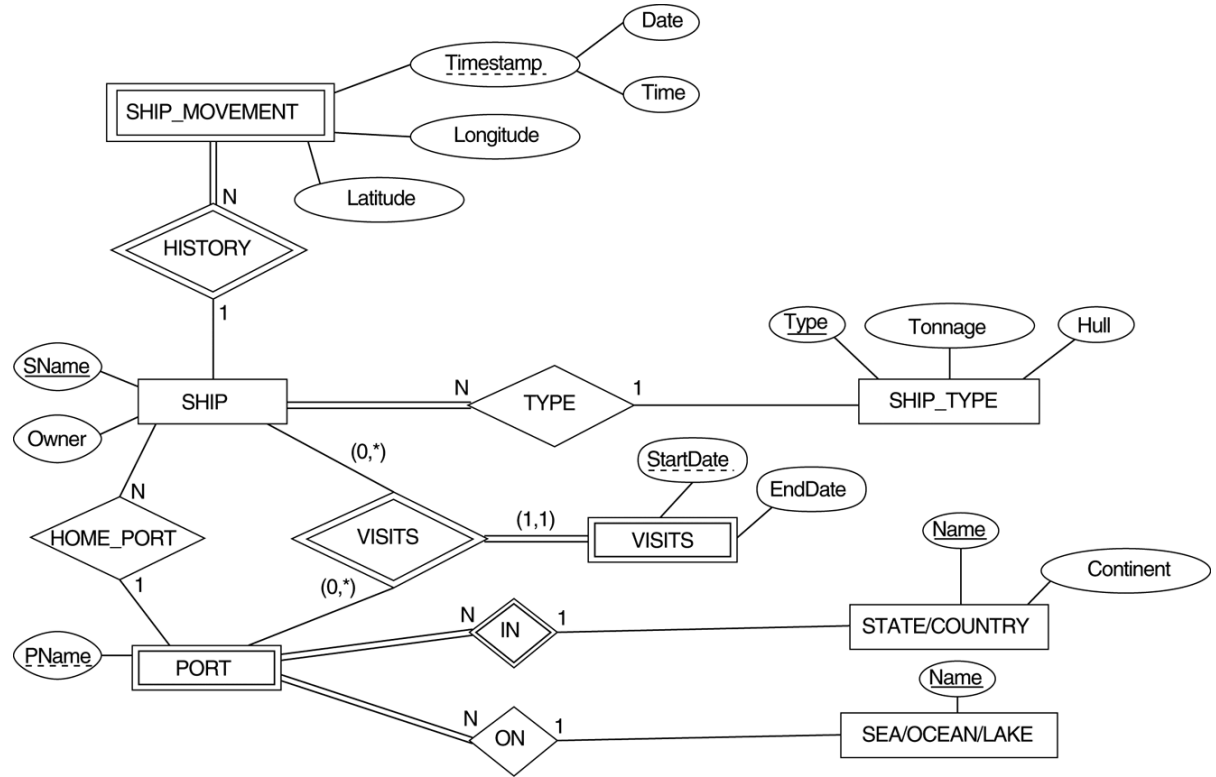 Date
Timestamp
Time
SHIP_MOVEMENT
Longitude
Latitude
N
HISTORY
1
Type
Tonnage
Hull
SName
SHIP
N
TYPE
1
SHIP_TYPE
Owner
(0,*)
StartDate
EndDate
N
HOME_PORT
VISITS
(1,1)
VISITS
Name
1
(0,*)
Continent
N
IN
1
STATE/COUNTRY
PName
PORT
Name
N
ON
1
SEA/OCEAN/LAKE